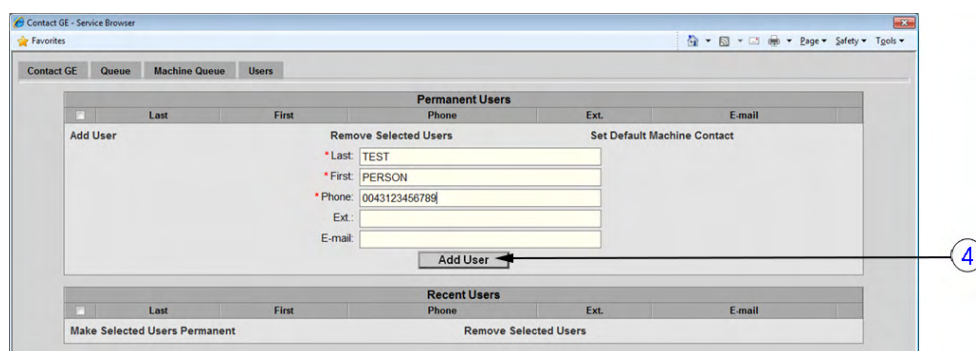 Contact GE - Service Browser
Favorites Page Safety Tools
Contact GE Queue Machine Queue Users
Permanent Users
Last First Phone Ext. E-mail
Add User Remove Selected Users Set Default Machine Contact
*Last: TEST
*First: PERSON
*Phone: 0043123456789
Ext.:
E-mail:
Add User
4
Recent Users
Last First Phone Ext. E-mail
Make Selected Users Permanent Remove Selected Users